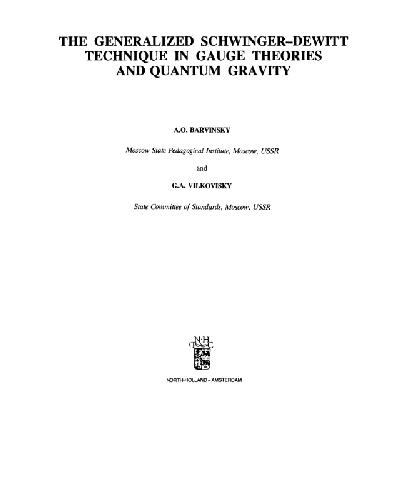 THE GENERALIZED SCHWINGER–DEWITT
TECHNIQUE IN GAUGE THEORIES
AND QUANTUM GRAVITY
A.O. BARVINSKY
Moscow State Pedagogical Institute, Moscow, USSR
and
G.A. VILKOVISKY
State Committee of Standards, Moscow, USSR
NORTH-HOLLAND - AMSTERDAM